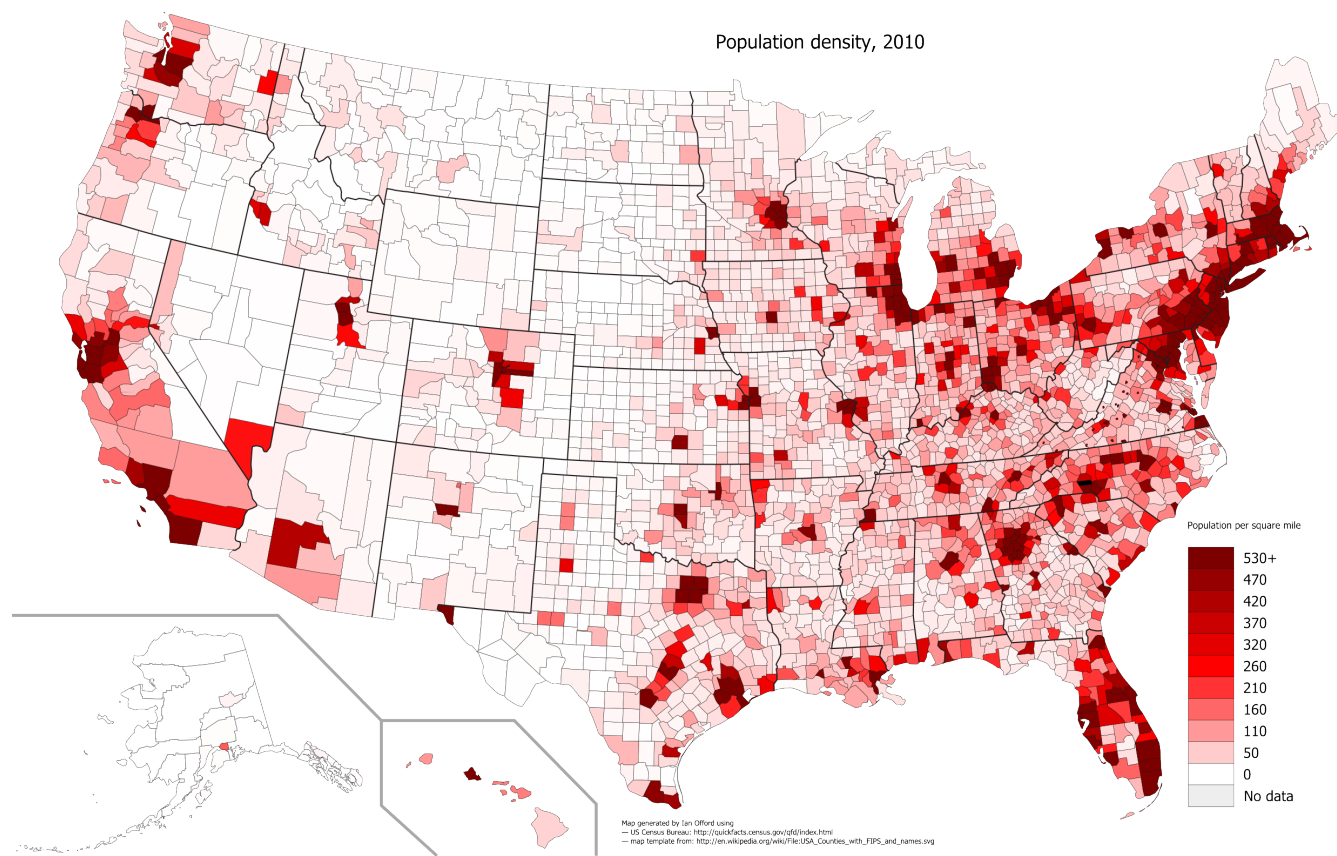 Population density, 2010
Population per square mile
530+
470
420
370
320
260
210
160
110
50
0
No data
Map generated by Ian Offord using
— US Census Bureau: http://quickfacts.census.gov/qfd/index.html
— map template from: http://en.wikipedia.org/wiki/File:USA_Counties_with_FIPS_and_names.svg